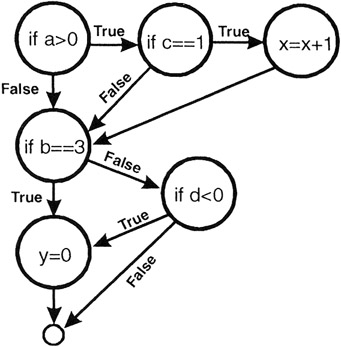 if a>0
True
if c==1
True
x=x+1
False
False
if b==3
False
True
if d<0
True
y=0
False